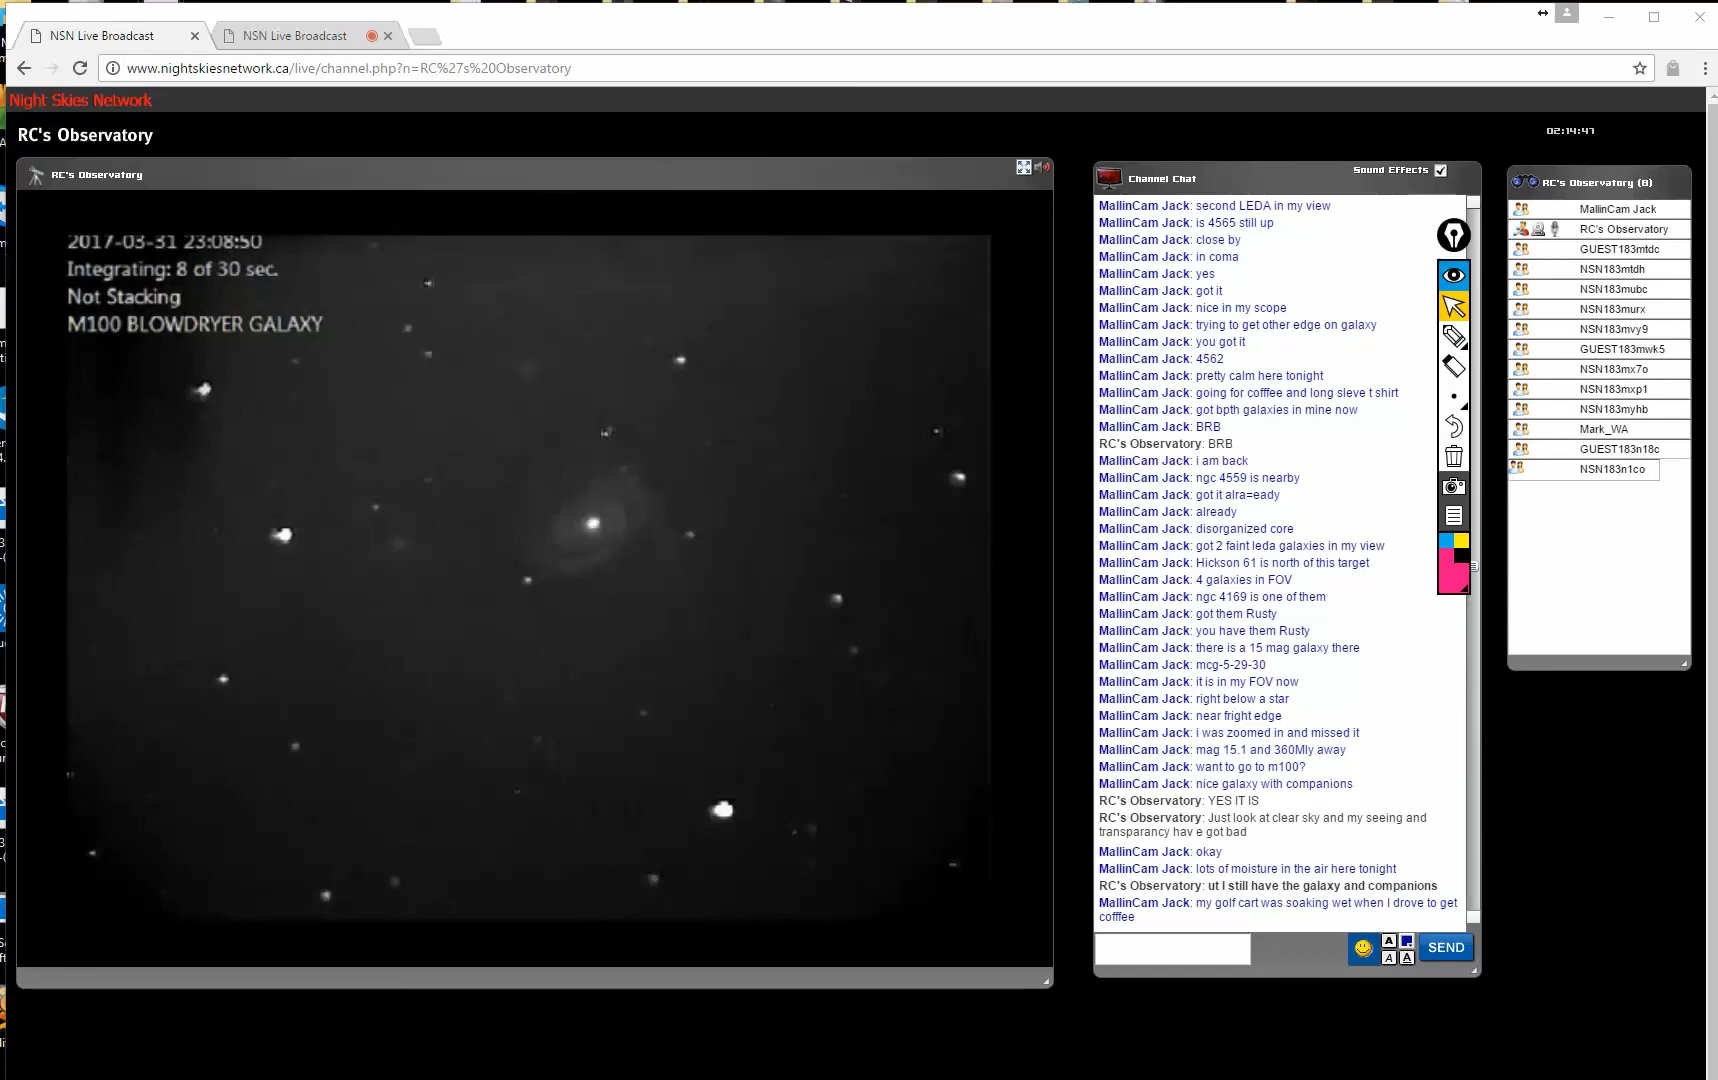 NSN Live Broadcast
NSN Live Broadcast
www.nightskiesnetwork.ca/live/channel.php?n=RC%27s%20Observatory
Night Skies Network
RC's Observatory
02:14:47
RC's Observatory
2017-03-31 23:08:50
Integrating: 8 of 30 sec.
Not Stacking
M100 BLOWDRYER GALAXY
Channel Chat
Sound Effects
MallinCam Jack: second LEDA in my view
MallinCam Jack: is 4565 still up
MallinCam Jack: close by
MallinCam Jack: in coma
MallinCam Jack: yes
MallinCam Jack: got it
MallinCam Jack: nice in my scope
MallinCam Jack: trying to get other edge on galaxy
MallinCam Jack: you got it
MallinCam Jack: 4562
MallinCam Jack: pretty calm here tonight
MallinCam Jack: going for cofffee and long sleve t shirt
MallinCam Jack: got bpth galaxies in mine now
MallinCam Jack: BRB
RC's Observatory: BRB
MallinCam Jack: i am back
MallinCam Jack: ngc 4559 is nearby
MallinCam Jack: got it alra=eady
MallinCam Jack: already
MallinCam Jack: disorganized core
MallinCam Jack: got 2 faint leda galaxies in my view
MallinCam Jack: Hickson 61 is north of this target
MallinCam Jack: 4 galaxies in FOV
MallinCam Jack: ngc 4169 is one of them
MallinCam Jack: got them Rusty
MallinCam Jack: you have them Rusty
MallinCam Jack: there is a 15 mag galaxy there
MallinCam Jack: mcg-5-29-30
MallinCam Jack: it is in my FOV now
MallinCam Jack: right below a star
MallinCam Jack: near fright edge
MallinCam Jack: i was zoomed in and missed it
MallinCam Jack: mag 15.1 and 360Mly away
MallinCam Jack: want to go to m100?
MallinCam Jack: nice galaxy with companions
RC's Observatory: YES IT IS
RC's Observatory: Just look at clear sky and my seeing and
transparancy hav e got bad
MallinCam Jack: okay
MallinCam Jack: lots of moisture in the air here tonight
RC's Observatory: ut I still have the galaxy and companions
MallinCam Jack: my golf cart was soaking wet when I drove to get
cofffee
A
A
A
SEND
RC's Observatory (8)
MallinCam Jack
RC's Observatory
GUEST183mtdc
NSN183mtdh
NSN183mubc
NSN183murx
NSN183mvy9
GUEST183mwk5
NSN183mx7o
NSN183mxp1
NSN183myhb
Mark_WA
GUEST183n18c
NSN183n1co